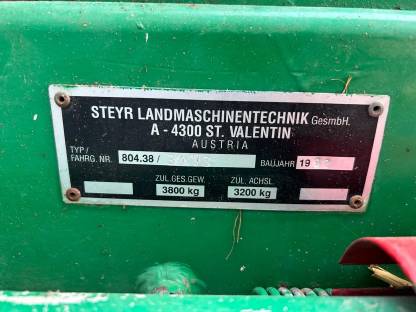 STEYR LANDMASCHINENTECHNIK GesmbH.
A - 4300 ST. VALENTIN
AUSTRIA
TYP/
FAHRG. NR. 804.38/ BAUJAHR 19
ZUL.GES.GEW. ZUL. ACHSL.
3800 kg 3200 kg